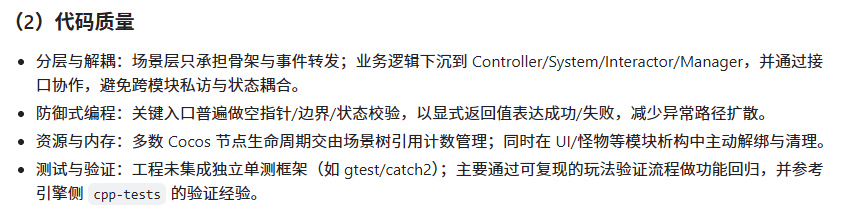 （2）代码质量
• 分层与解耦：场景层只承担骨架与事件转发；业务逻辑下沉到 Controller/System/Interactor/Manager，并通过接
口协作，避免跨模块私访与状态耦合。
• 防御式编程：关键入口普遍做空指针/边界/状态校验，以显式返回值表达成功/失败，减少异常路径扩散。
• 资源与内存：多数 Cocos 节点生命周期交由场景树引用计数管理；同时在 UI/怪物等模块析构中主动解绑与清理。
• 测试与验证：工程未集成独立单测框架（如 gtest/catch2）；主要通过可复现的玩法验证流程做功能回归，并参考
引擎侧 cpp-tests 的验证经验。